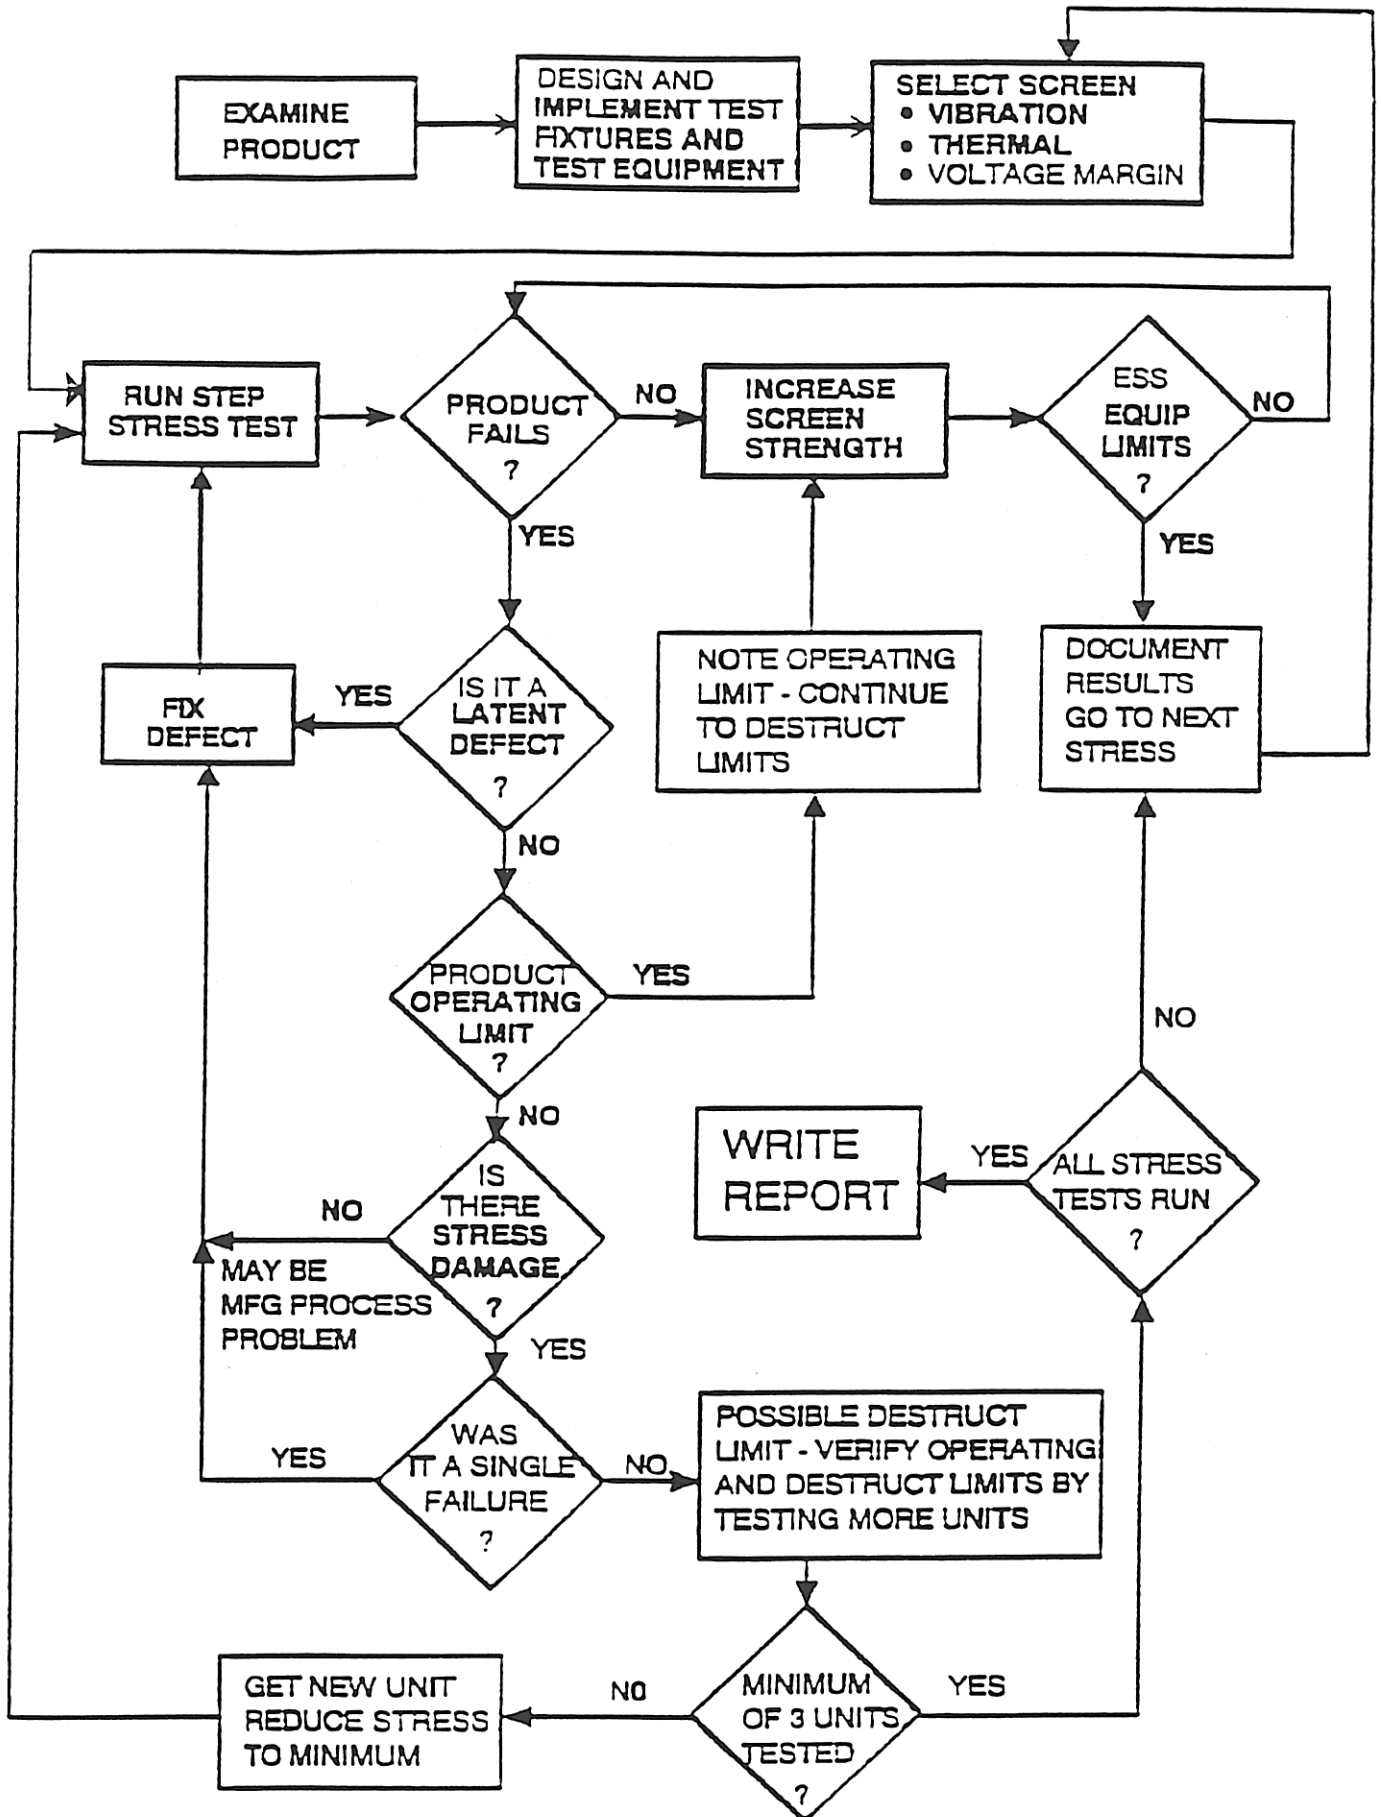 EXAMINE
PRODUCT
DESIGN AND
IMPLEMENT TEST
FIXTURES AND
TEST EQUIPMENT
SELECT SCREEN
• VIBRATION
• THERMAL
• VOLTAGE MARGIN
RUN STEP
STRESS TEST
PRODUCT
FAILS
?
NO
YES
INCREASE
SCREEN
STRENGTH
ESS
EQUIP
LIMITS
?
NO
YES
FIX
DEFECT
YES
IS IT A
LATENT
DEFECT
?
NO
NOTE OPERATING
LIMIT - CONTINUE
TO DESTRUCT
LIMITS
DOCUMENT
RESULTS
GO TO NEXT
STRESS
PRODUCT
OPERATING
LIMIT
?
YES
NO
NO
IS
THERE
STRESS
DAMAGE
?
NO
MAY BE
MFG PROCESS
PROBLEM
YES
WRITE
REPORT
YES
ALL STRESS
TESTS RUN
?
YES
WAS
IT A SINGLE
FAILURE
?
NO
POSSIBLE DESTRUCT
LIMIT - VERIFY OPERATING
AND DESTRUCT LIMITS BY
TESTING MORE UNITS
GET NEW UNIT
REDUCE STRESS
TO MINIMUM
NO
MINIMUM
OF 3 UNITS
TESTED
?
YES